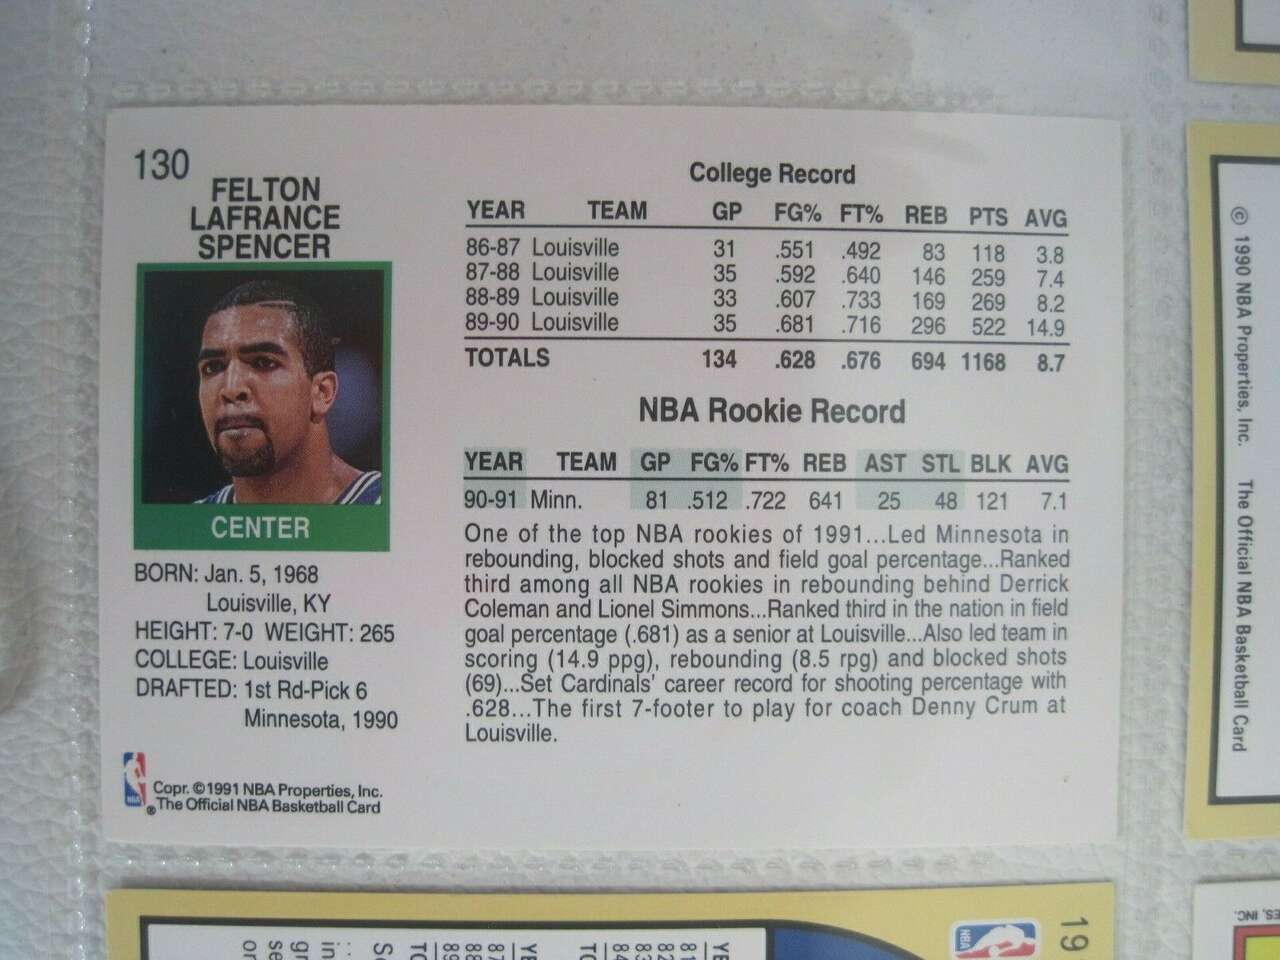 130
FELTON
LAFRANCE
SPENCER
CENTER
BORN: Jan. 5, 1968
Louisville, KY
HEIGHT: 7-0 WEIGHT: 265
COLLEGE: Louisville
DRAFTED: 1st Rd-Pick 6
Minnesota, 1990
NBA
Copr. ©1991 NBA Properties, Inc.
® The Official NBA Basketball Card
College Record
YEAR TEAM GP FG% FT% REB PTS AVG
86-87 Louisville 31 .551 .492 83 118 3.8
87-88 Louisville 35 .592 .640 146 259 7.4
88-89 Louisville 33 .607 .733 169 269 8.2
89-90 Louisville 35 .681 .716 296 522 14.9
TOTALS 134 .628 .676 694 1168 8.7
NBA Rookie Record
YEAR TEAM GP FG% FT% REB AST STL BLK AVG
90-91 Minn. 81 .512 .722 641 25 48 121 7.1
One of the top NBA rookies of 1991...Led Minnesota in
rebounding, blocked shots and field goal percentage...Ranked
third among all NBA rookies in rebounding behind Derrick
Coleman and Lionel Simmons...Ranked third in the nation in field
goal percentage (.681) as a senior at Louisville...Also led team in
scoring (14.9 ppg), rebounding (8.5 rpg) and blocked shots
(69)...Set Cardinals' career record for shooting percentage with
.628...The first 7-footer to play for coach Denny Crum at
Louisville.
© 1990 NBA Properties, Inc. The Official NBA Basketball Card
NBA
19